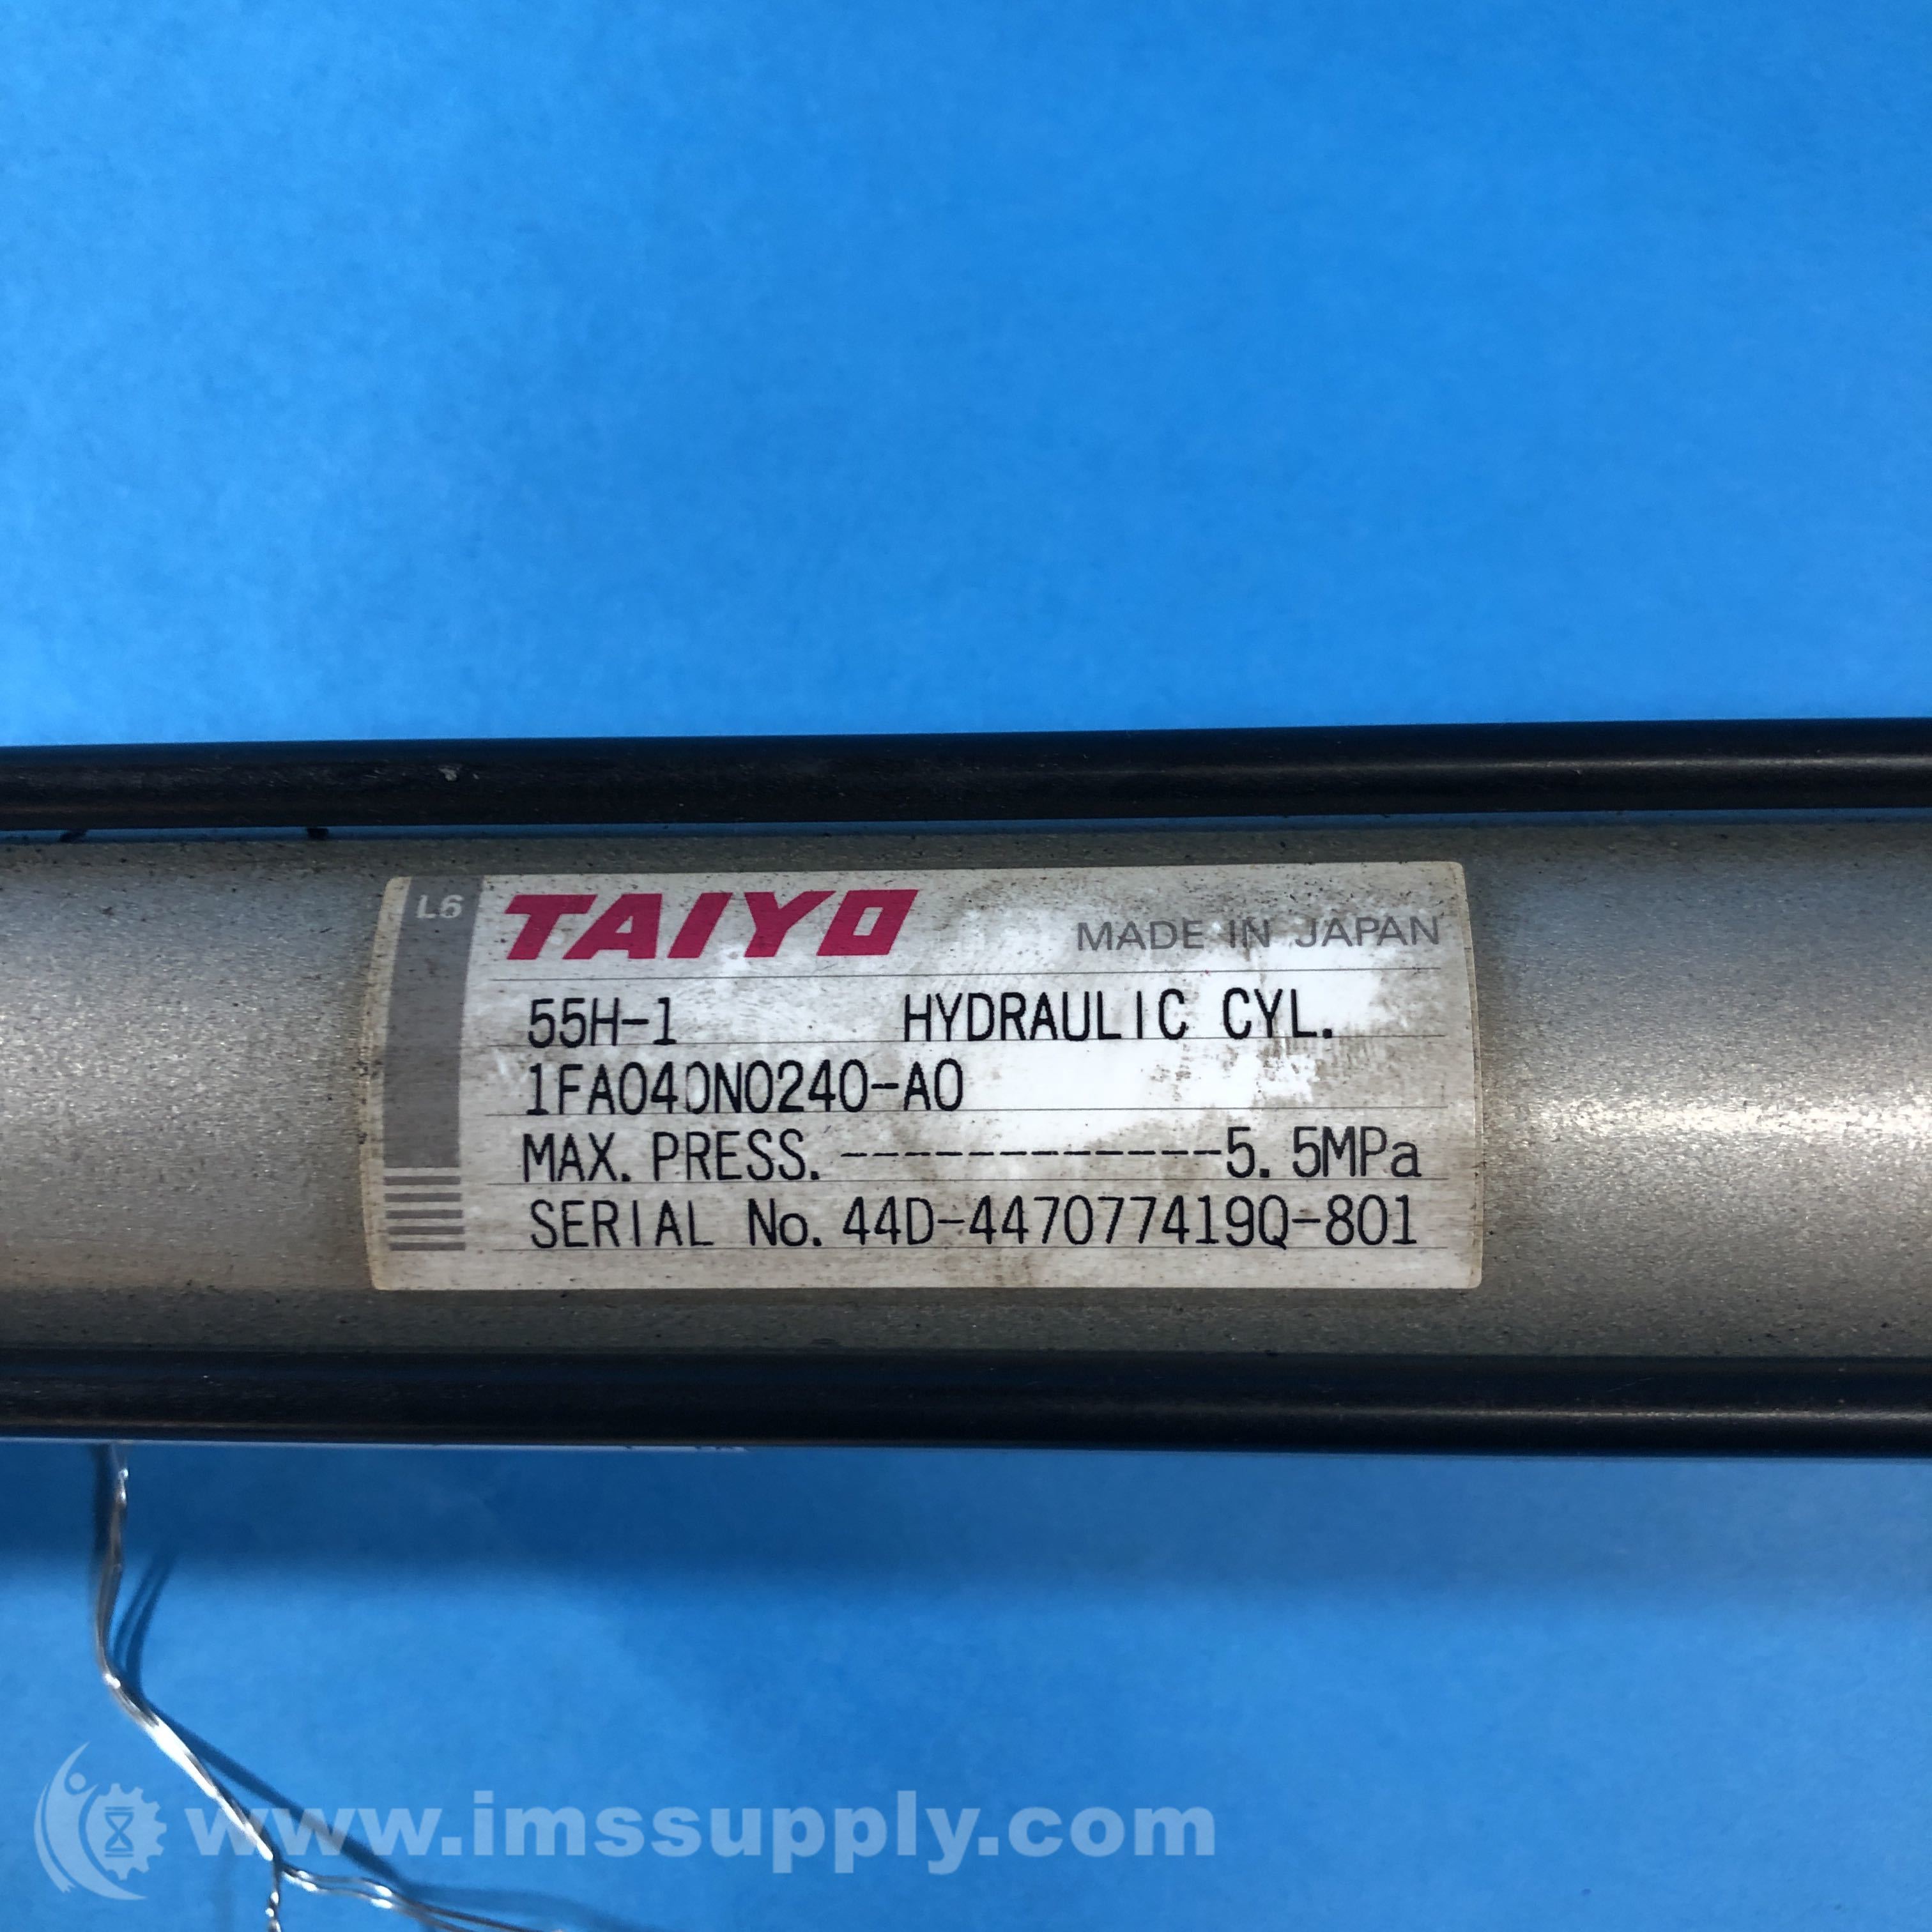 L6 TAIYO MADE IN JAPAN
55H-1 HYDRAULIC CYL.
1FA040N0240-A0
MAX. PRESS. ------------5.5MPa
SERIAL No. 44D-447077419Q-801
www.imssupply.com